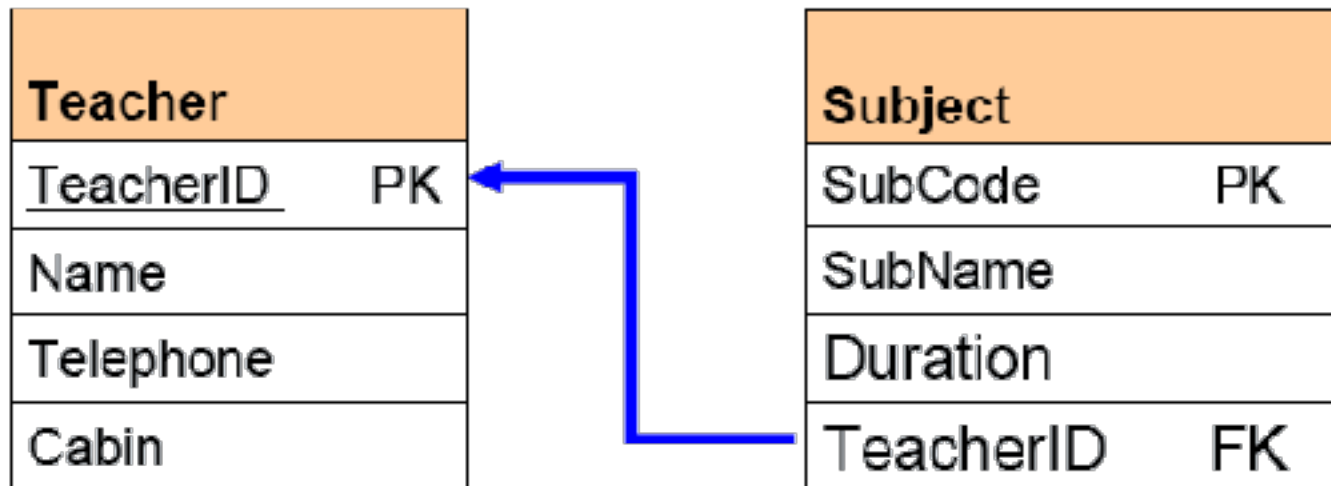 Teacher
TeacherID PK
Name
Telephone
Cabin
Subject
SubCode PK
SubName
Duration
TeacherID FK